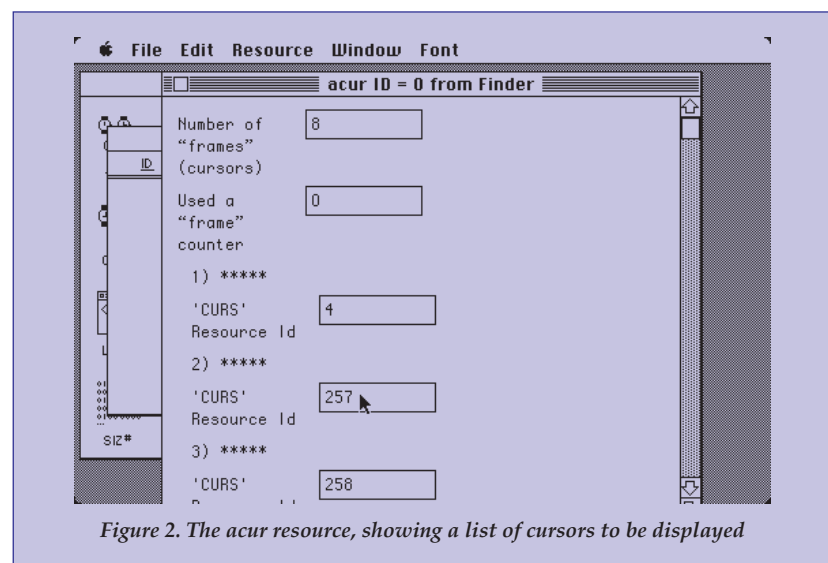 File Edit Resource Window Font
acur ID = 0 from Finder
Number of
“frames”
(cursors)
8
Used a
“frame”
counter
0
1) *****
'CURS'
Resource Id
4
2) *****
'CURS'
Resource Id
257
3) *****
'CURS'
258
ID
SIZ#
Figure 2. The acur resource, showing a list of cursors to be displayed